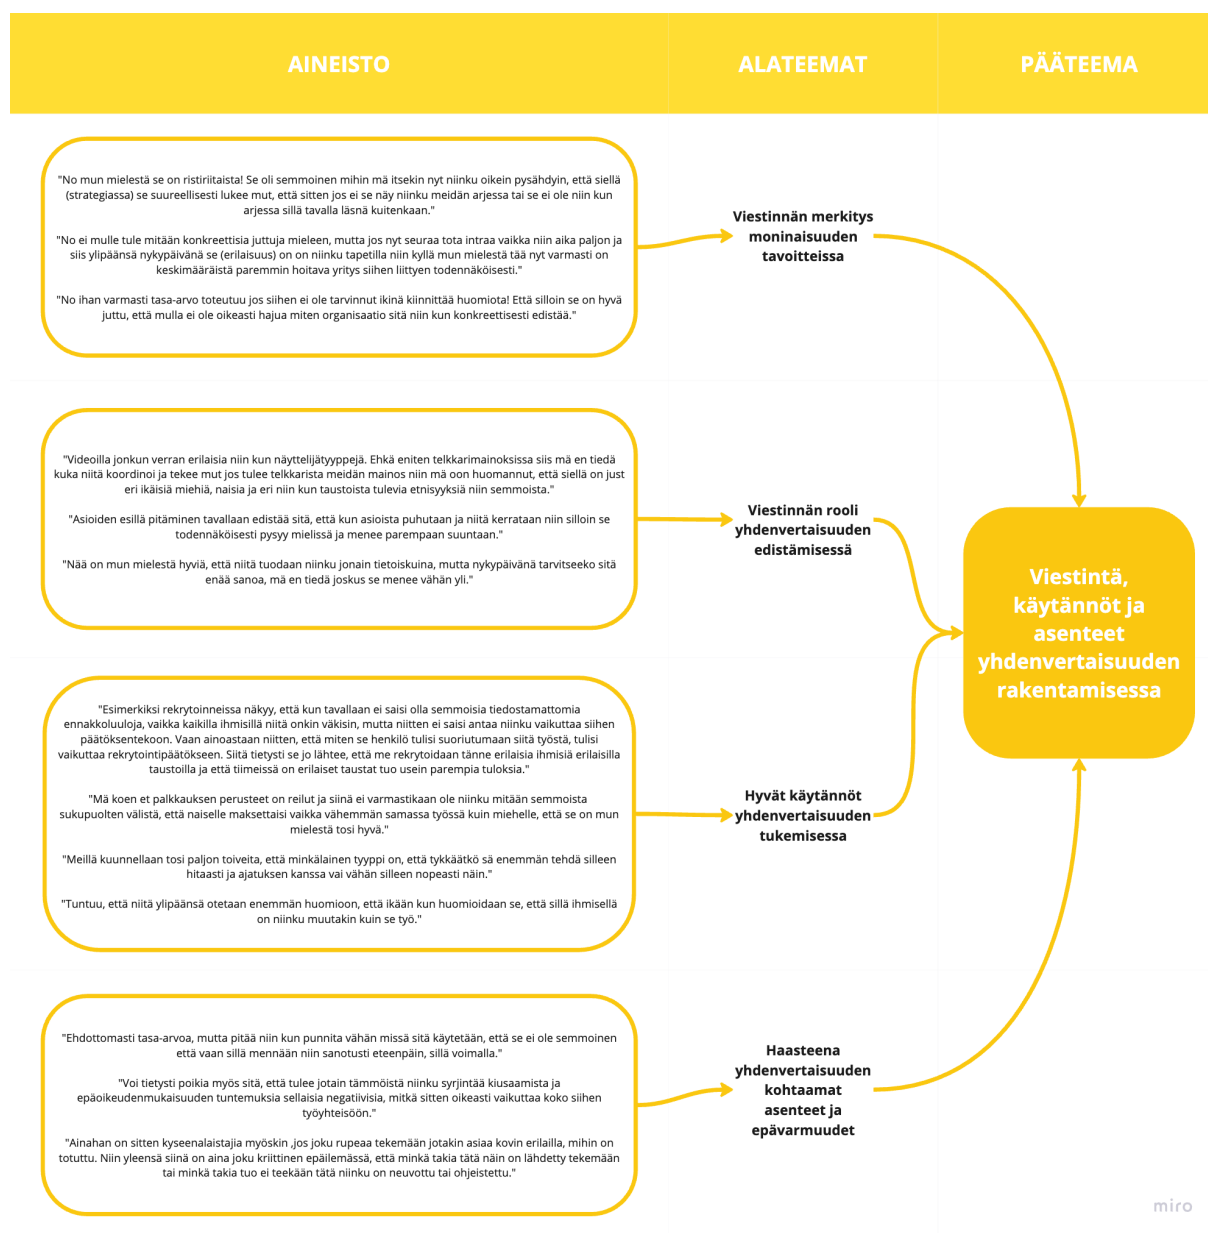 AINEISTO
ALATEEMAT
PÄÄTEEMA
"No mun mielestä se on ristiriitaista! Se oli semmoinen mihin mä itsekin nyt niinku oikein pysähdyin, että siellä
(strategiassa) se suureellisesti lukee mut, että sitten jos ei se näy niinku meidän arjessa tai se ei ole niin kun
arjessa sillä tavalla läsnä kuitenkaan."
"No ei mulle tule mitään konkreettisia juttuja mieleen, mutta jos nyt seuraa tota intraa vaikka niin aika paljon ja
siis ylipäänsä nykypäivänä se (erilaisuus) on on niinku tapetilla niin kyllä mun mielestä tää nyt varmasti on
keskimääräistä paremmin hoitava yritys siihen liittyen todennäköisesti."
"No ihan varmasti tasa-arvo toteutuu jos siihen ei ole tarvinnut ikinä kiinnittää huomiota! Että silloin se on hyvä
juttu, että mulla ei ole oikeasti hajua miten organisaatio sitä niin kun konkreettisesti edistää."
Viestinnän merkitys
moninaisuuden
tavoitteissa
"Videoilla jonkun verran erilaisia niin kun näyttelijätyyppejä. Ehkä eniten telkkarimainoksissa siis mä en tiedä
kuka niitä koordinoi ja tekee mut jos tulee telkkarista meidän mainos niin mä oon huomannut, että siellä on just
eri ikäisiä miehiä, naisia ja eri niin kun taustoista tulevia etnisyyksiä niin semmoista."
"Asioiden esillä pitäminen tavallaan edistää sitä, että kun asioista puhutaan ja niitä kerrataan niin silloin se
todennäköisesti pysyy mielissä ja menee parempaan suuntaan."
"Nää on mun mielestä hyviä, että niitä tuodaan niinku jonain tietoiskuina, mutta nykypäivänä tarvitseeko sitä
enää sanoa, mä en tiedä joskus se menee vähän yli."
Viestinnän rooli
yhdenvertaisuuden
edistämisessä
Viestintä,
käytännöt ja
asenteet
yhdenvertaisuuden
rakentamisessa
"Esimerkiksi rekrytoinneissa näkyy, että kun tavallaan ei saisi olla semmoisia tiedostamattomia
ennakkoluuloja, vaikka kaikilla ihmisillä niitä onkin väkisin, mutta niitten ei saisi antaa niinku vaikuttaa siihen
päätöksentekoon. Vaan ainoastaan niitten, että miten se henkilö tulisi suoriutumaan siitä työstä, tulisi
vaikuttaa rekrytointipäätökseen. Siitä tietysti se jo lähtee, että me rekrytoidaan tänne erilaisia ihmisiä erilaisilla
taustoilla ja että tiimeissä on erilaiset taustat tuo usein parempia tuloksia."
"Mä koen et palkkauksen perusteet on reilut ja siinä ei varmastikaan ole niinku mitään semmoista
sukupuolten välistä, että naiselle maksettaisi vaikka vähemmän samassa työssä kuin miehelle, että se on mun
mielestä tosi hyvä."
"Meillä kuunnellaan tosi paljon toiveita, että minkälainen tyyppi on, että tykkäätkö sä enemmän tehdä silleen
hitaasti ja ajatuksen kanssa vai vähän silleen nopeasti näin."
"Tuntuu, että niitä ylipäänsä otetaan enemmän huomioon, että ikään kun huomioidaan se, että sillä ihmisellä
on niinku muutakin kuin se työ."
Hyvät käytännöt
yhdenvertaisuuden
tukemisessa
"Ehdottomasti tasa-arvoa, mutta pitää niin kun punnita vähän missä sitä käytetään, että se ei ole semmoinen
että vaan sillä mennään niin sanotusti eteenpäin, sillä voimalla."
"Voi tietysti poikia myös sitä, että tulee jotain tämmöistä niinku syrjintää kiusaamista ja
epäoikeudenmukaisuuden tuntemuksia sellaisia negatiivisia, mitkä sitten oikeasti vaikuttaa koko siihen
työyhteisöön."
"Ainahan on sitten kyseenalaistajia myöskin ,jos joku rupeaa tekemään jotakin asiaa kovin erilailla, mihin on
totuttu. Niin yleensä siinä on aina joku kriittinen epäilemässä, että minkä takia tätä näin on lähdetty tekemään
tai minkä takia tuo ei teekään tätä niinku on neuvottu tai ohjeistettu."
Haasteena
yhdenvertaisuuden
kohtaamat
asenteet ja
epävarmuudet
miro